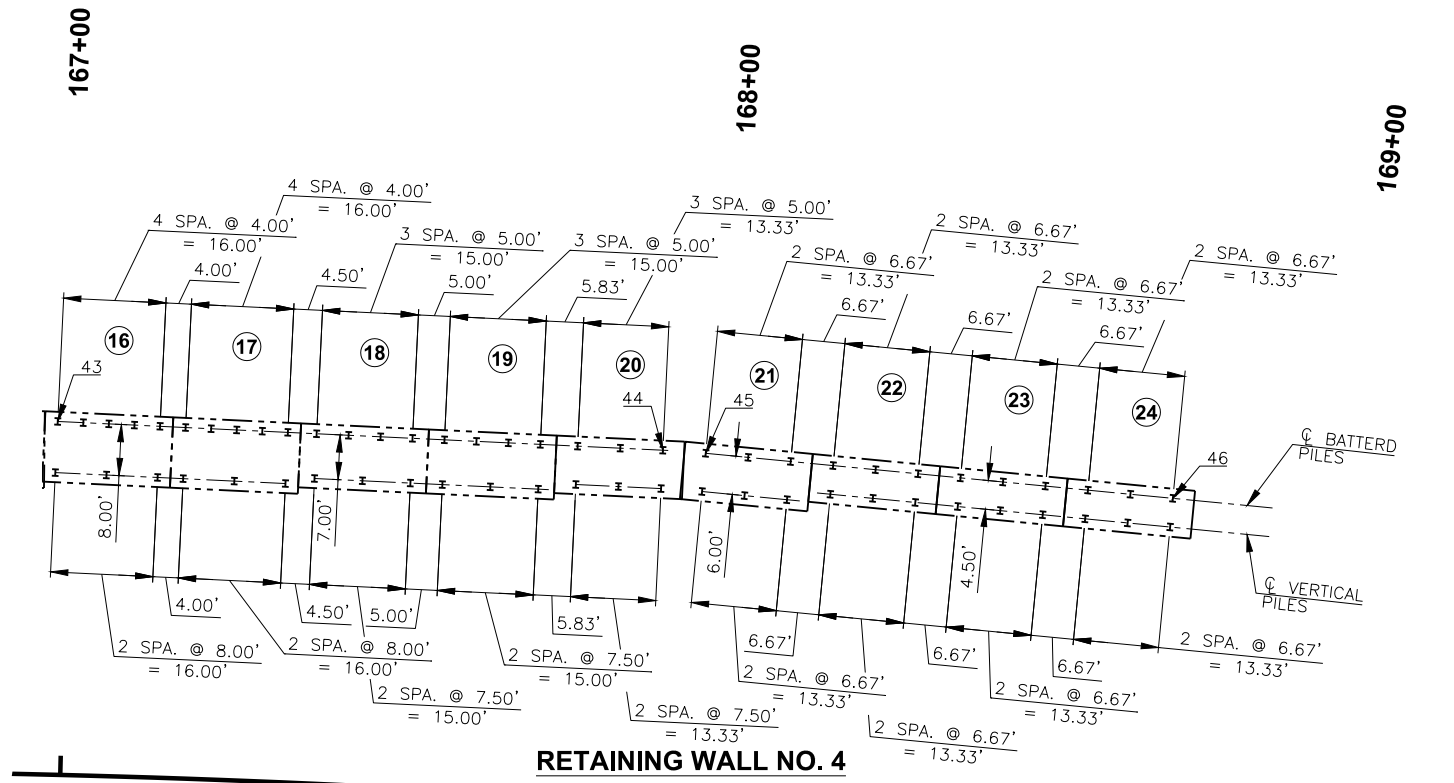 167+00
168+00
169+00
4 SPA. @ 4.00'
= 16.00'
4 SPA. @ 4.00'
= 16.00'
3 SPA. @ 5.00'
= 15.00'
3 SPA. @ 5.00'
= 15.00'
3 SPA. @ 5.00'
= 13.33'
2 SPA. @ 6.67'
= 13.33'
2 SPA. @ 6.67'
= 13.33'
2 SPA. @ 6.67'
= 13.33'
2 SPA. @ 6.67'
= 13.33'
4.00'
4.50'
5.00'
5.83'
6.67'
6.67'
6.67'
16
17
18
19
20
21
22
23
24
43
44
45
46
8.00'
7.00'
6.00'
4.50'
℄ BATTERD
PILES
℄ VERTICAL
PILES
4.00'
4.50'
5.00'
5.83'
6.67'
6.67'
6.67'
2 SPA. @ 8.00'
= 16.00'
2 SPA. @ 8.00'
= 16.00'
2 SPA. @ 7.50'
= 15.00'
2 SPA. @ 7.50'
= 15.00'
2 SPA. @ 7.50'
= 13.33'
2 SPA. @ 6.67'
= 13.33'
2 SPA. @ 6.67'
= 13.33'
2 SPA. @ 6.67'
= 13.33'
2 SPA. @ 6.67'
= 13.33'
RETAINING WALL NO. 4